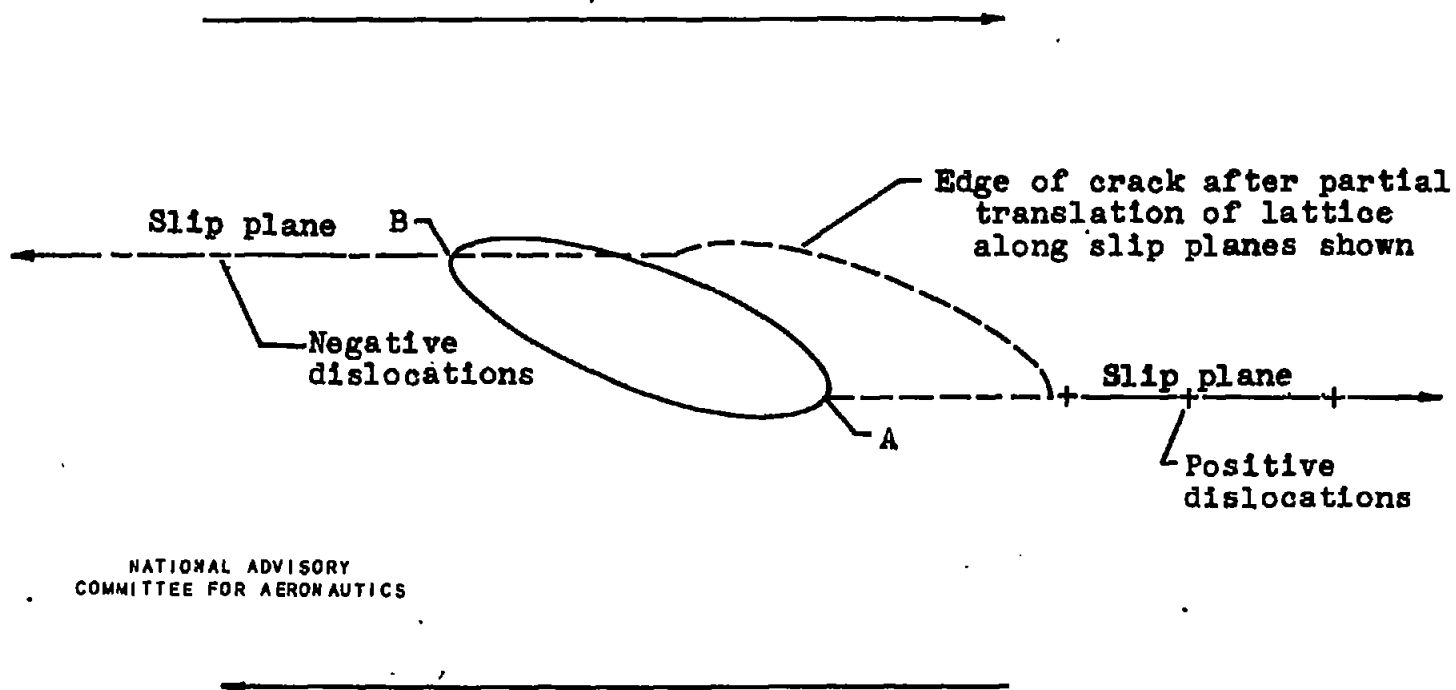 Edge of crack after partial
translation of lattice
along slip planes shown
Slip plane
B
Negative
dislocations
Slip plane
A
Positive
dislocations
NATIONAL ADVISORY
COMMITTEE FOR AERONAUTICS